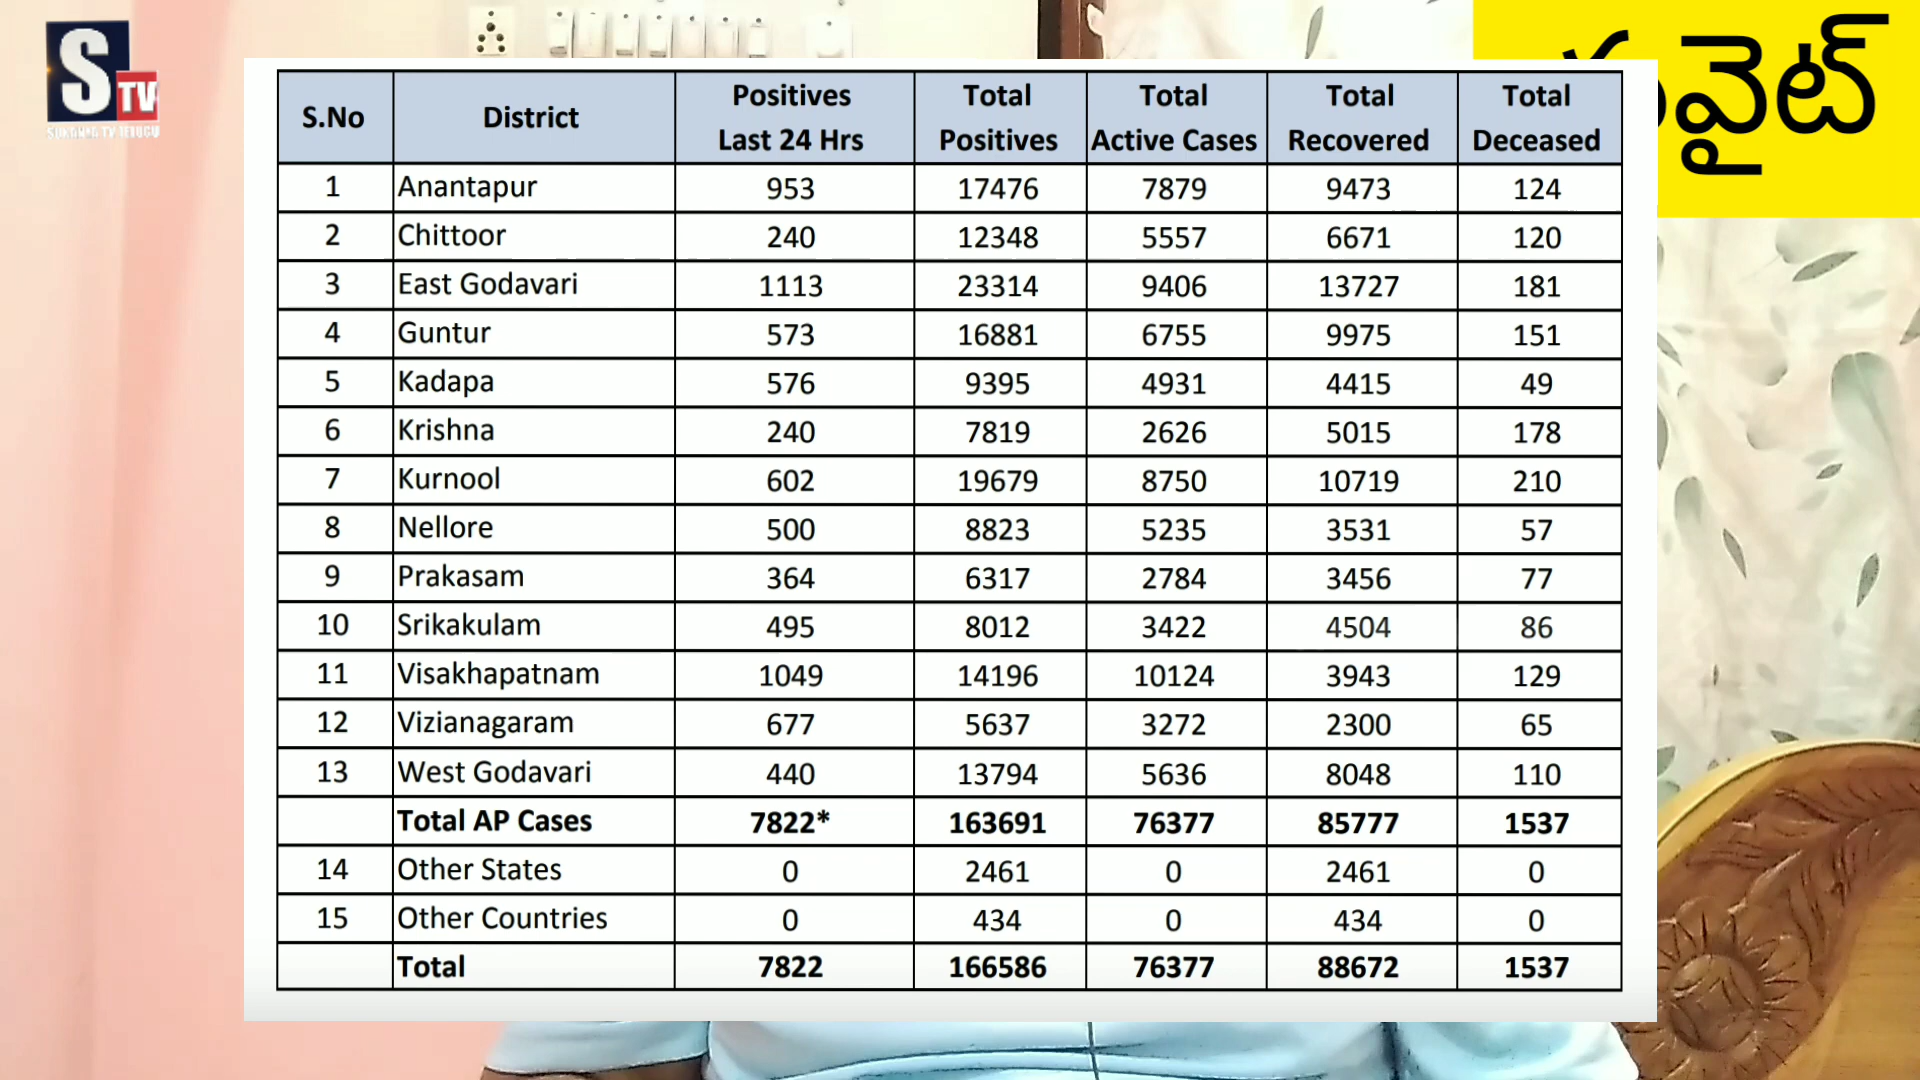 S TV
SUKANYA TV TELUGU
వైట్
S.No District Positives Last 24 Hrs Total Positives Total Active Cases Total Recovered Total Deceased
1 Anantapur 953 17476 7879 9473 124
2 Chittoor 240 12348 5557 6671 120
3 East Godavari 1113 23314 9406 13727 181
4 Guntur 573 16881 6755 9975 151
5 Kadapa 576 9395 4931 4415 49
6 Krishna 240 7819 2626 5015 178
7 Kurnool 602 19679 8750 10719 210
8 Nellore 500 8823 5235 3531 57
9 Prakasam 364 6317 2784 3456 77
10 Srikakulam 495 8012 3422 4504 86
11 Visakhapatnam 1049 14196 10124 3943 129
12 Vizianagaram 677 5637 3272 2300 65
13 West Godavari 440 13794 5636 8048 110
Total AP Cases 7822* 163691 76377 85777 1537
14 Other States 0 2461 0 2461 0
15 Other Countries 0 434 0 434 0
Total 7822 166586 76377 88672 1537